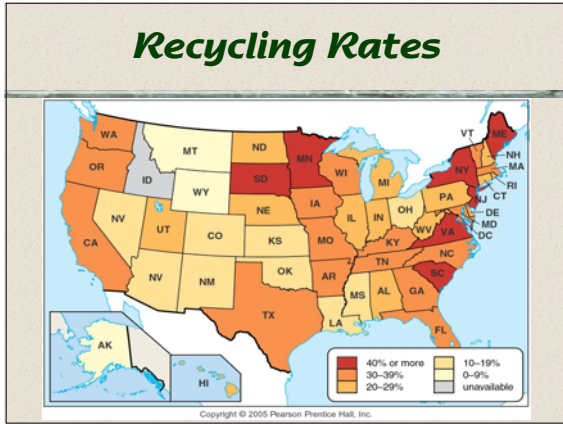 Recycling Rates
WA
MT
ND
MN
VT
ME
OR
ID
SD
WI
MI
NY
NH
MA
WY
RI
CT
NV
UT
NE
IA
IL
IN
OH
PA
NJ
DE
MD
DC
CA
CO
KS
MO
KY
WV
VA
NV
NM
OK
AR
TN
NC
SC
TX
LA
MS
AL
GA
FL
AK
HI
40% or more
30–39%
20–29%
10–19%
0–9%
unavailable
Copyright © 2005 Pearson Prentice Hall, Inc.